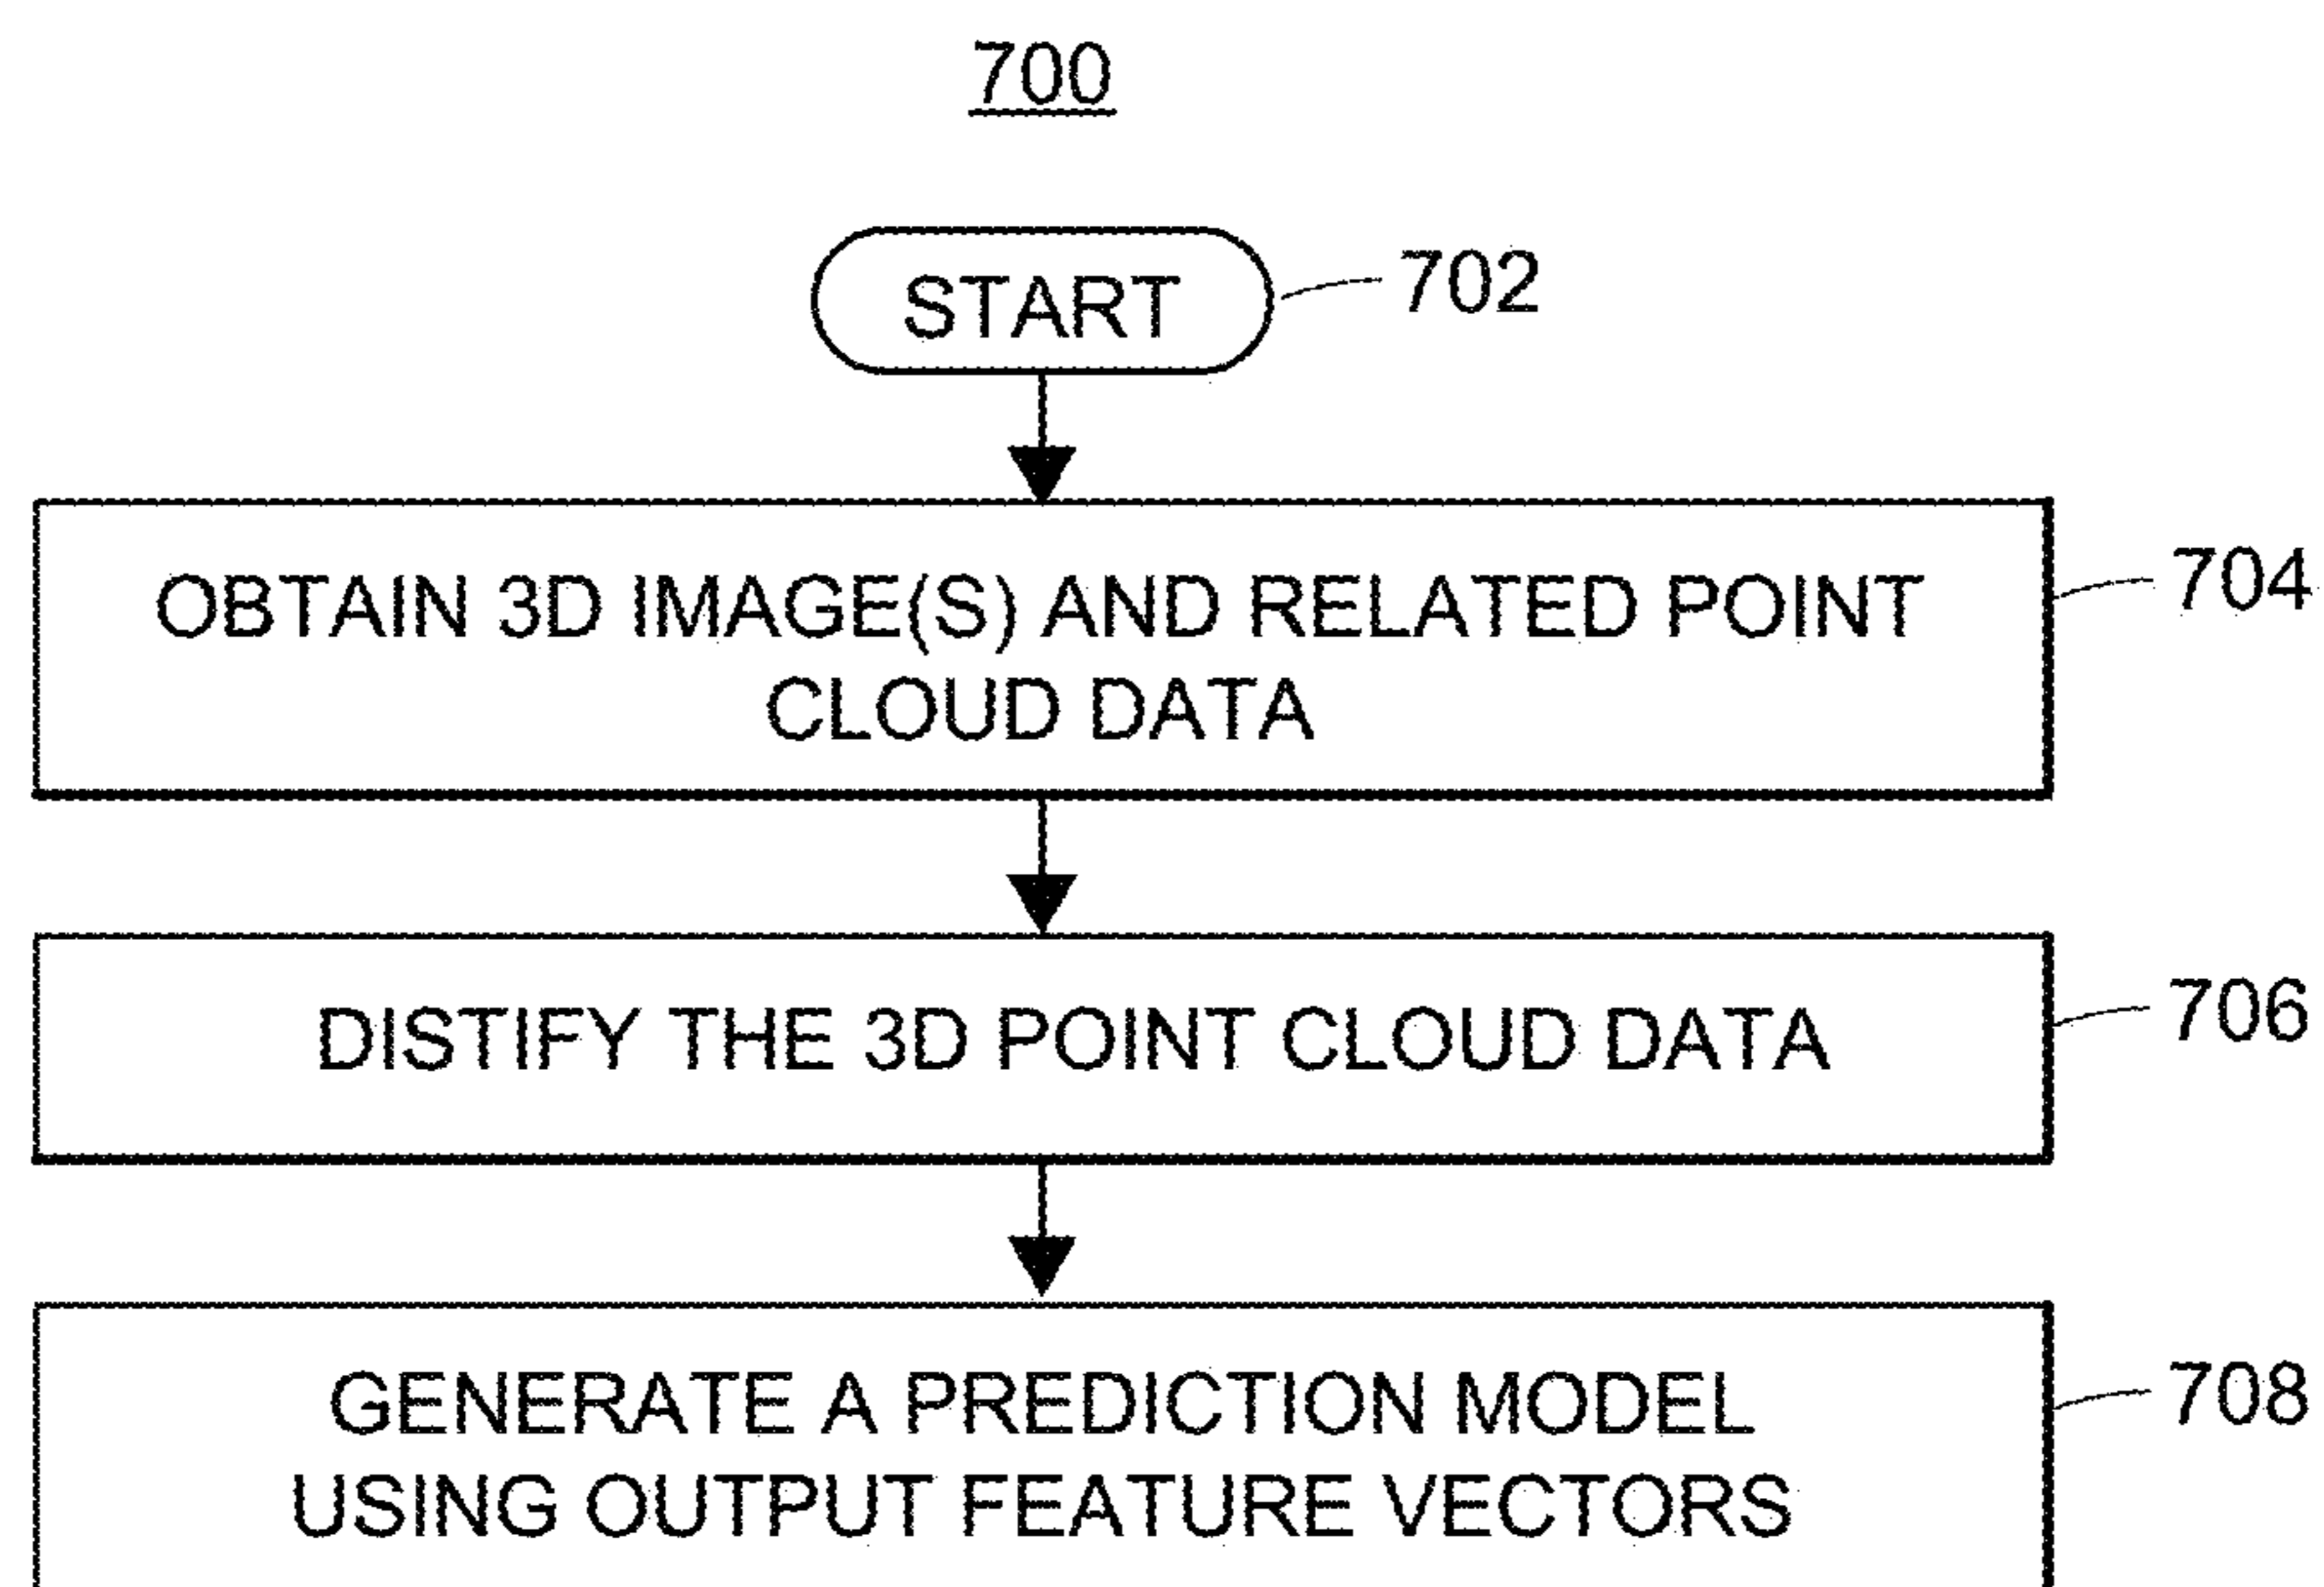 700
START
702
OBTAIN 3D IMAGE(S) AND RELATED POINT
CLOUD DATA
704
DISTIFY THE 3D POINT CLOUD DATA
706
GENERATE A PREDICTION MODEL
USING OUTPUT FEATURE VECTORS
708